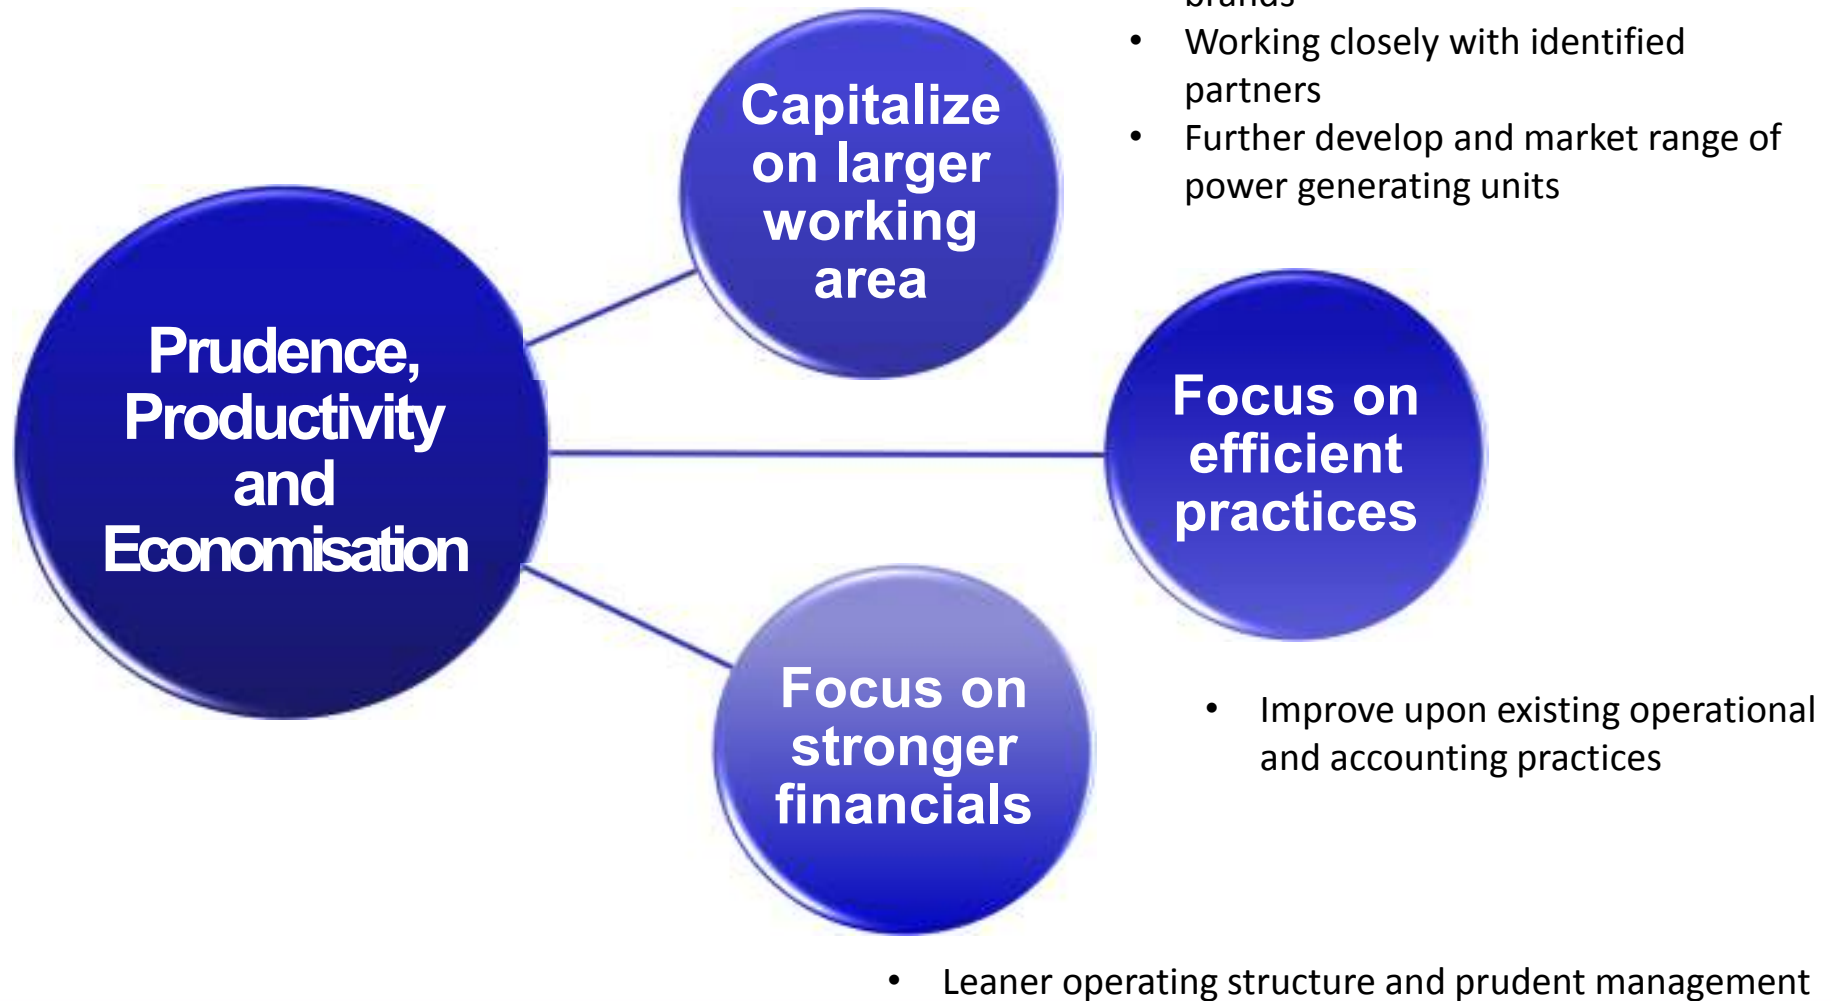 brands
• Working closely with identified
partners
• Further develop and market range of
power generating units
Capitalize
on larger
working
area
Prudence,
Productivity
and
Economisation
Focus on
efficient
practices
Focus on
stronger
financials
• Improve upon existing operational
and accounting practices
• Leaner operating structure and prudent management